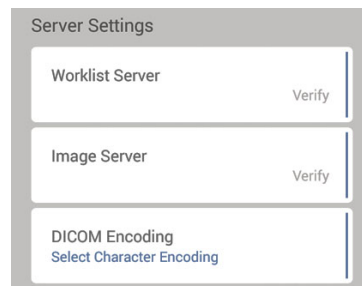 Server Settings
Worklist Server
Verify
Image Server
Verify
DICOM Encoding
Select Character Encoding